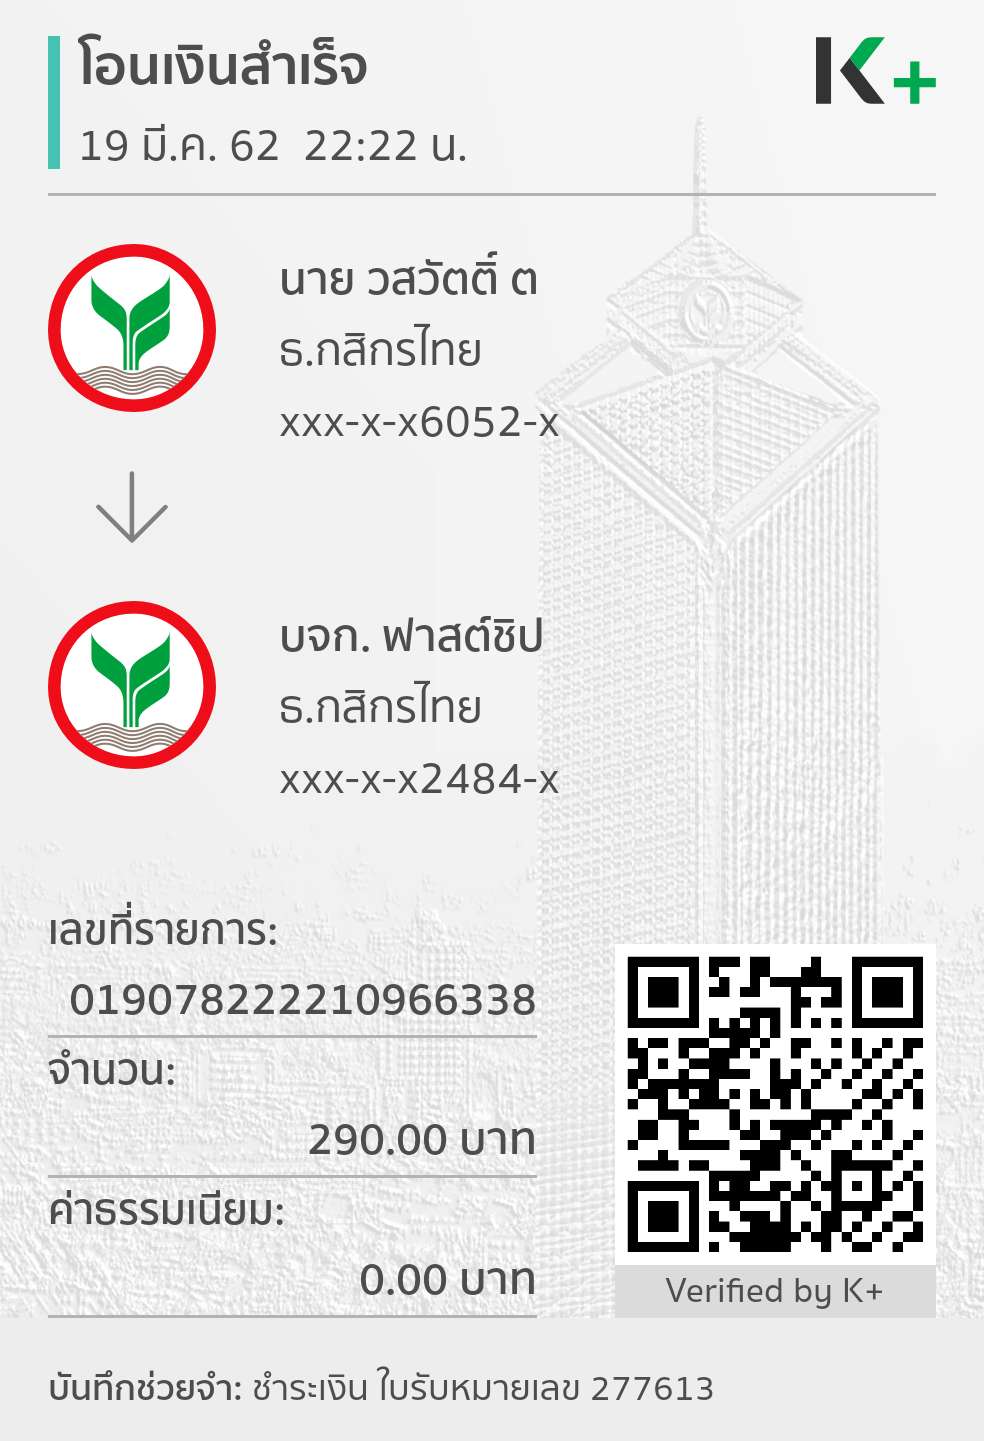 โอนเงินสำเร็จ
19 มี.ค. 62 22:22 น.
K+
นาย วสวัตติ์ ต
ธ.กสิกรไทย
xxx-x-x6052-x
บจก. ฟาสต์ชิป
ธ.กสิกรไทย
xxx-x-x2484-x
เลขที่รายการ:
019078222210966338
จำนวน:
290.00 บาท
ค่าธรรมเนียม:
0.00 บาท
Verified by K+
บันทึกช่วยจำ: ชำระเงิน ใบรับหมายเลข 277613